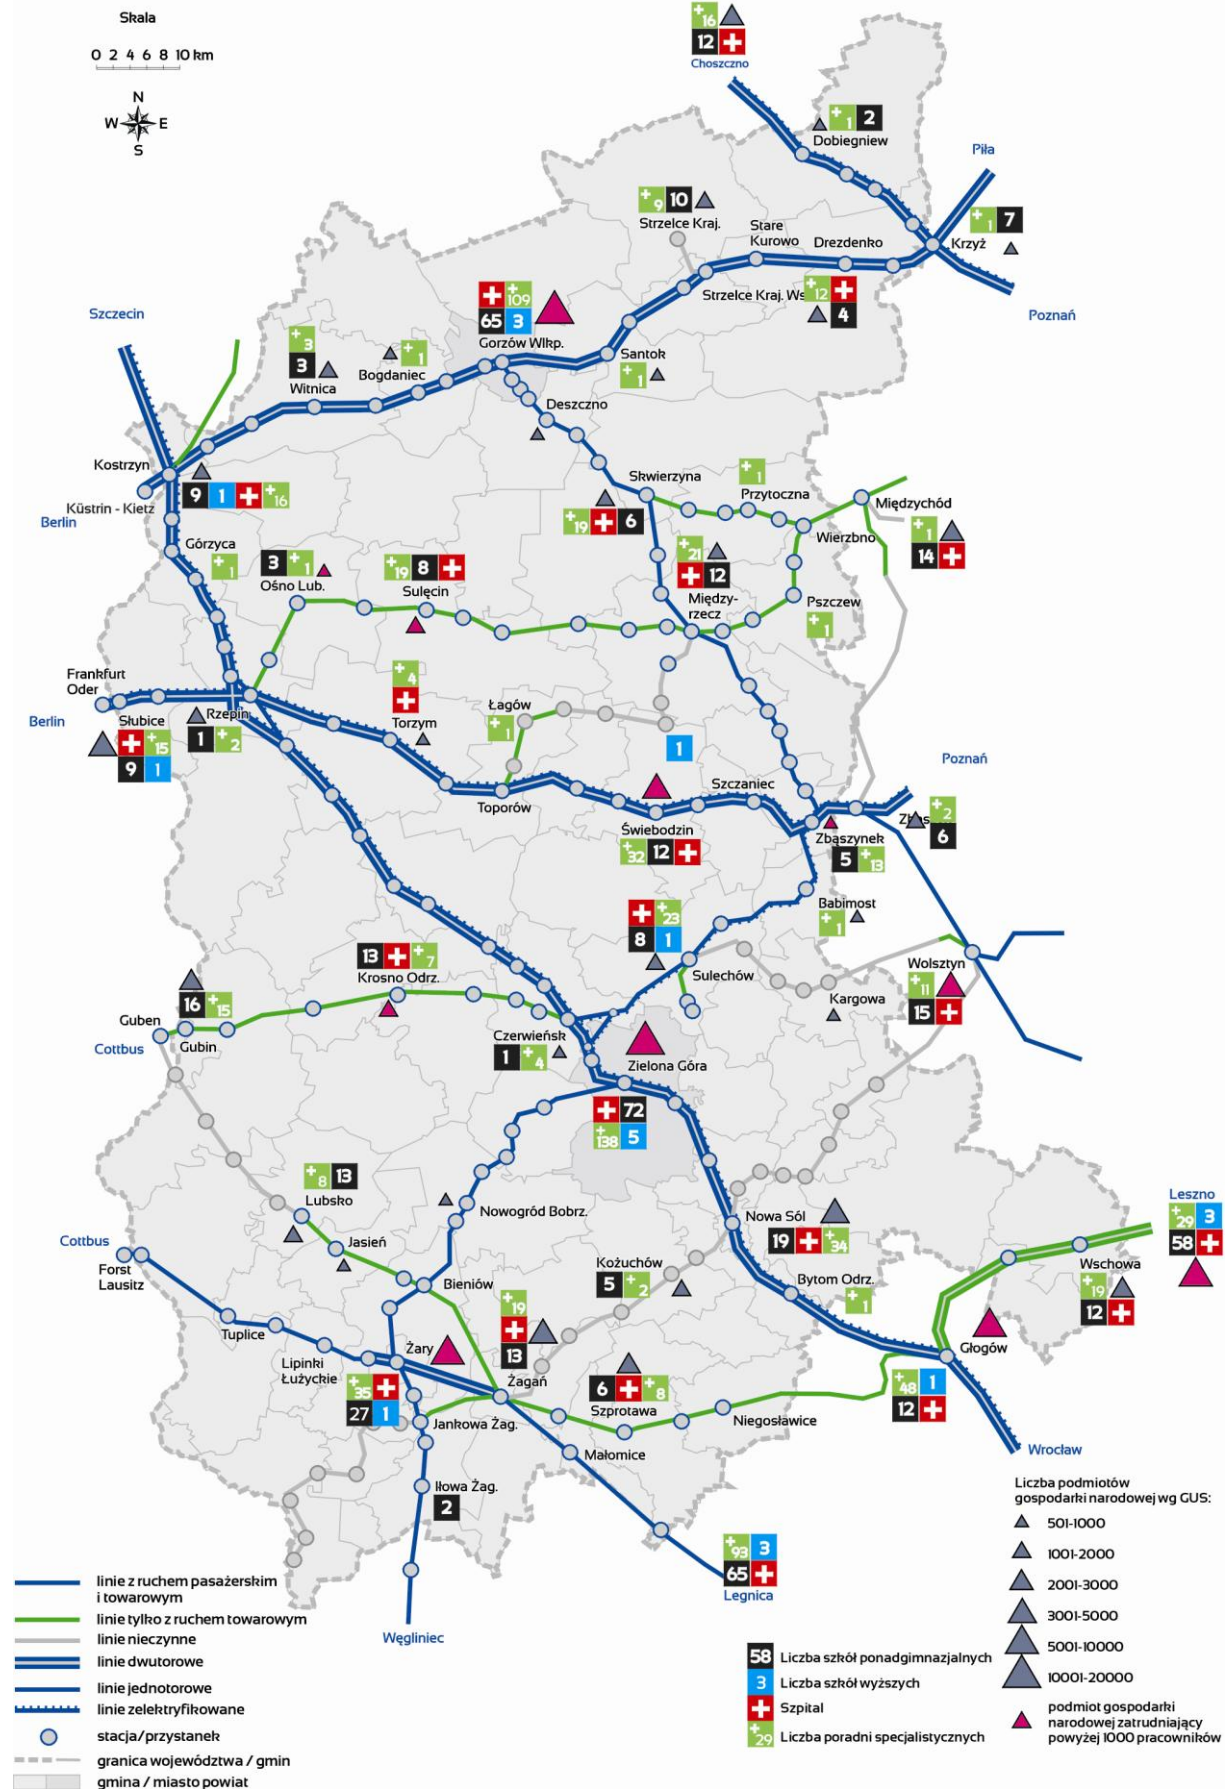 Skala
0 2 4 6 8 10 km
N
W E
S
+16
12
Choszczno
+1 2
Dobiegniew
Piła
+9 10
Strzelce Kraj.
+1 7
Krzyż
Stare
Kurowo
Drezdenko
Strzelce Kraj. Ws
+12
4
Poznań
Szczecin
+109
65 3
Gorzów Wlkp.
+3
3
Witnica
+1
Bogdaniec
Santok
+1
Deszczno
Kostrzyn
9 1 +16
Küstrin - Kietz
Berlin
Skwierzyna
+19 6
+1
Przytoczna
Międzychód
Wierzbno
+1
14
Górzyca
+1
3 +1
Ośno Lub.
+19 8
Sulęcin
+21
12
Między-
rzecz
Pszczew
+1
Frankfurt
Oder
Berlin
Słubice
+15
9 1
Rzepin
1 +2
+4
Torzym
Łagów
+1
1
Toporów
Szczaniec
Świebodzin
+32 12
Poznań
Zbąs
+2
6
Zbąszynek
5 +13
+23
8 1
Babimost
+1
Sulechów
13 +7
Krosno Odrz.
Wolsztyn
+11
15
Kargowa
16 +15
Guben
Cottbus
Gubin
Czerwieńsk
1 +4
Zielona Góra
72
+138 5
+8 13
Lubsko
Jasień
Nowogród Bobrz.
Nowa Sól
19 +34
Leszno
+29 3
58
Wschowa
+19
12
Cottbus
Forst
Lausitz
Bieniów
Kożuchów
5 +2
Bytom Odrz.
+1
Tuplice
Lipinki
Łużyckie
Żary
+35
27 1
+19
13
Żagań
6 +8
Szprotawa
Głogów
+48 1
12
Niegosławice
Jankowa Żag.
Małomice
Wrocław
Iłowa Żag.
2
+93 3
65
Legnica
Węgliniec
linie z ruchem pasażerskim
i towarowym
linie tylko z ruchem towarowym
linie nieczynne
linie dwutorowe
linie jednotorowe
linie zelektryfikowane
stacja/przystanek
granica województwa / gmin
gmina / miasto powiat
58 Liczba szkół ponadgimnazjalnych
3 Liczba szkół wyższych
Szpital
+29 Liczba poradni specjalistycznych
Liczba podmiotów
gospodarki narodowej wg GUS:
501-1000
1001-2000
2001-3000
3001-5000
5001-10000
10001-20000
podmiot gospodarki
narodowej zatrudniający
powyżej 1000 pracowników